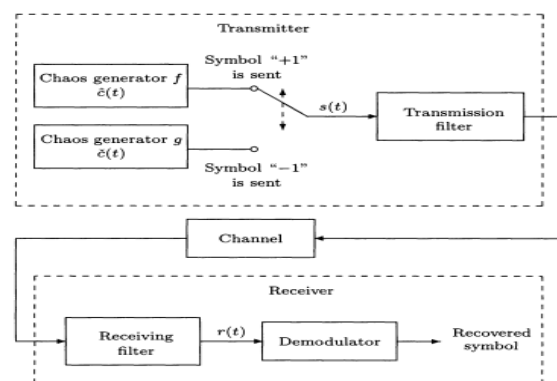 Transmitter
Chaos generator f
ĉ(t)
Symbol “+1”
is sent
s(t)
Transmission
filter
Chaos generator g
č(t)
Symbol “−1”
is sent
Channel
Receiver
Receiving
filter
r(t)
Demodulator
Recovered
symbol